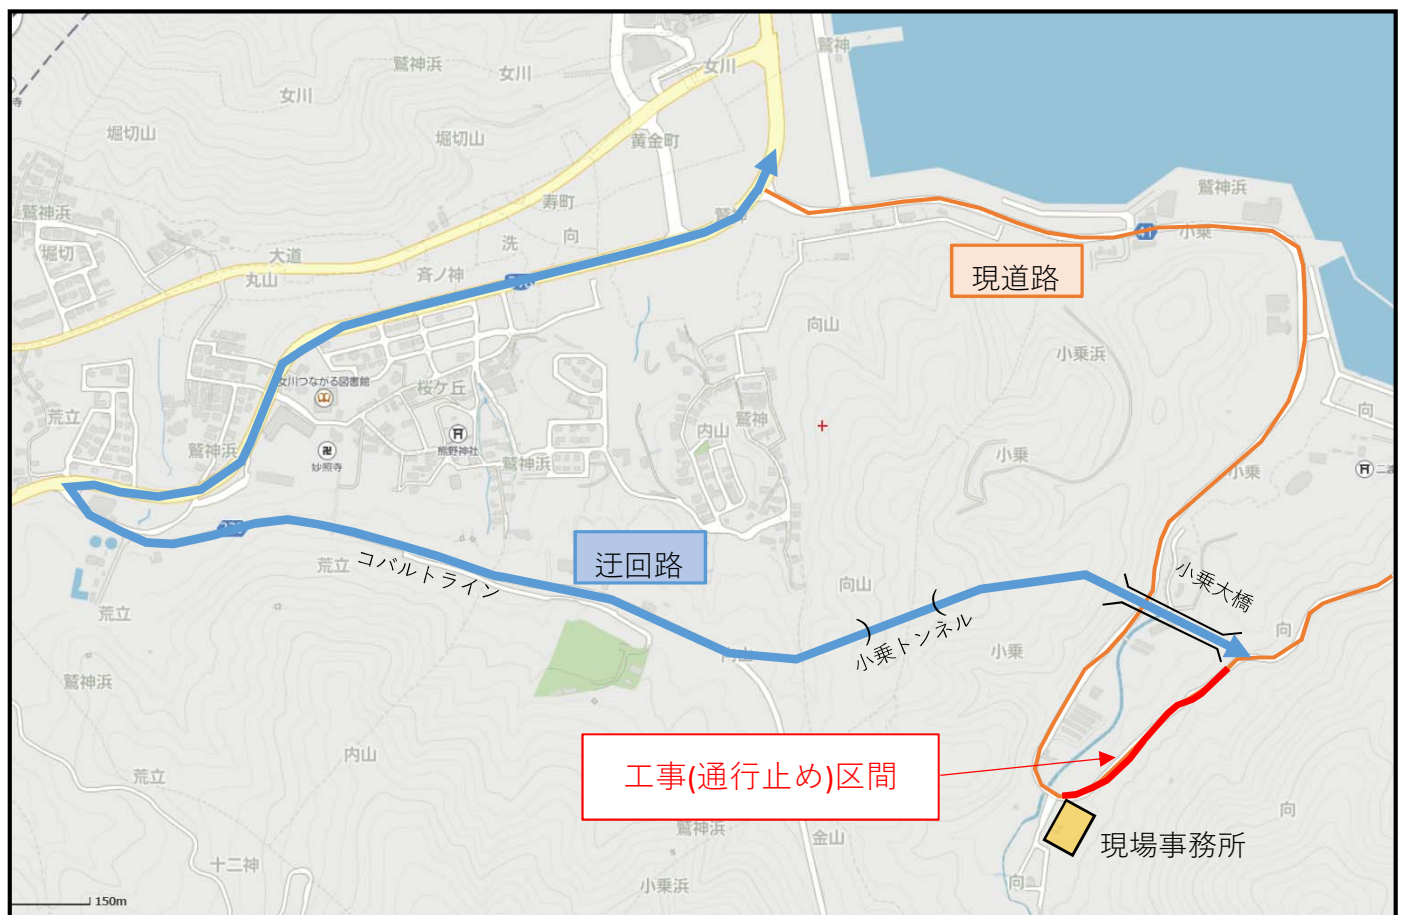 鷲神
鷲神浜
女川
女川
女川
寺
堀切山
堀切山
黄金町
鷲神浜
寿町
鷲神浜
鷲神
小乗
堀切
大道
洗
向
現道路
丸山
斉ノ神
向山
小乗浜
女川つながる図書館
桜ケ丘
荒立
鷲神
向
内山
熊野神社
鷲神浜
妙照寺
鷲神浜
小乗
小乗
迂回路
荒立
コバルトライン
小乗大橋
向山
荒立
小乗トンネル
向
小乗
内山
鷲神浜
内山
工事(通行止め)区間
荒立
向
鷲神浜
金山
現場事務所
十二神
小乗浜
向
150m